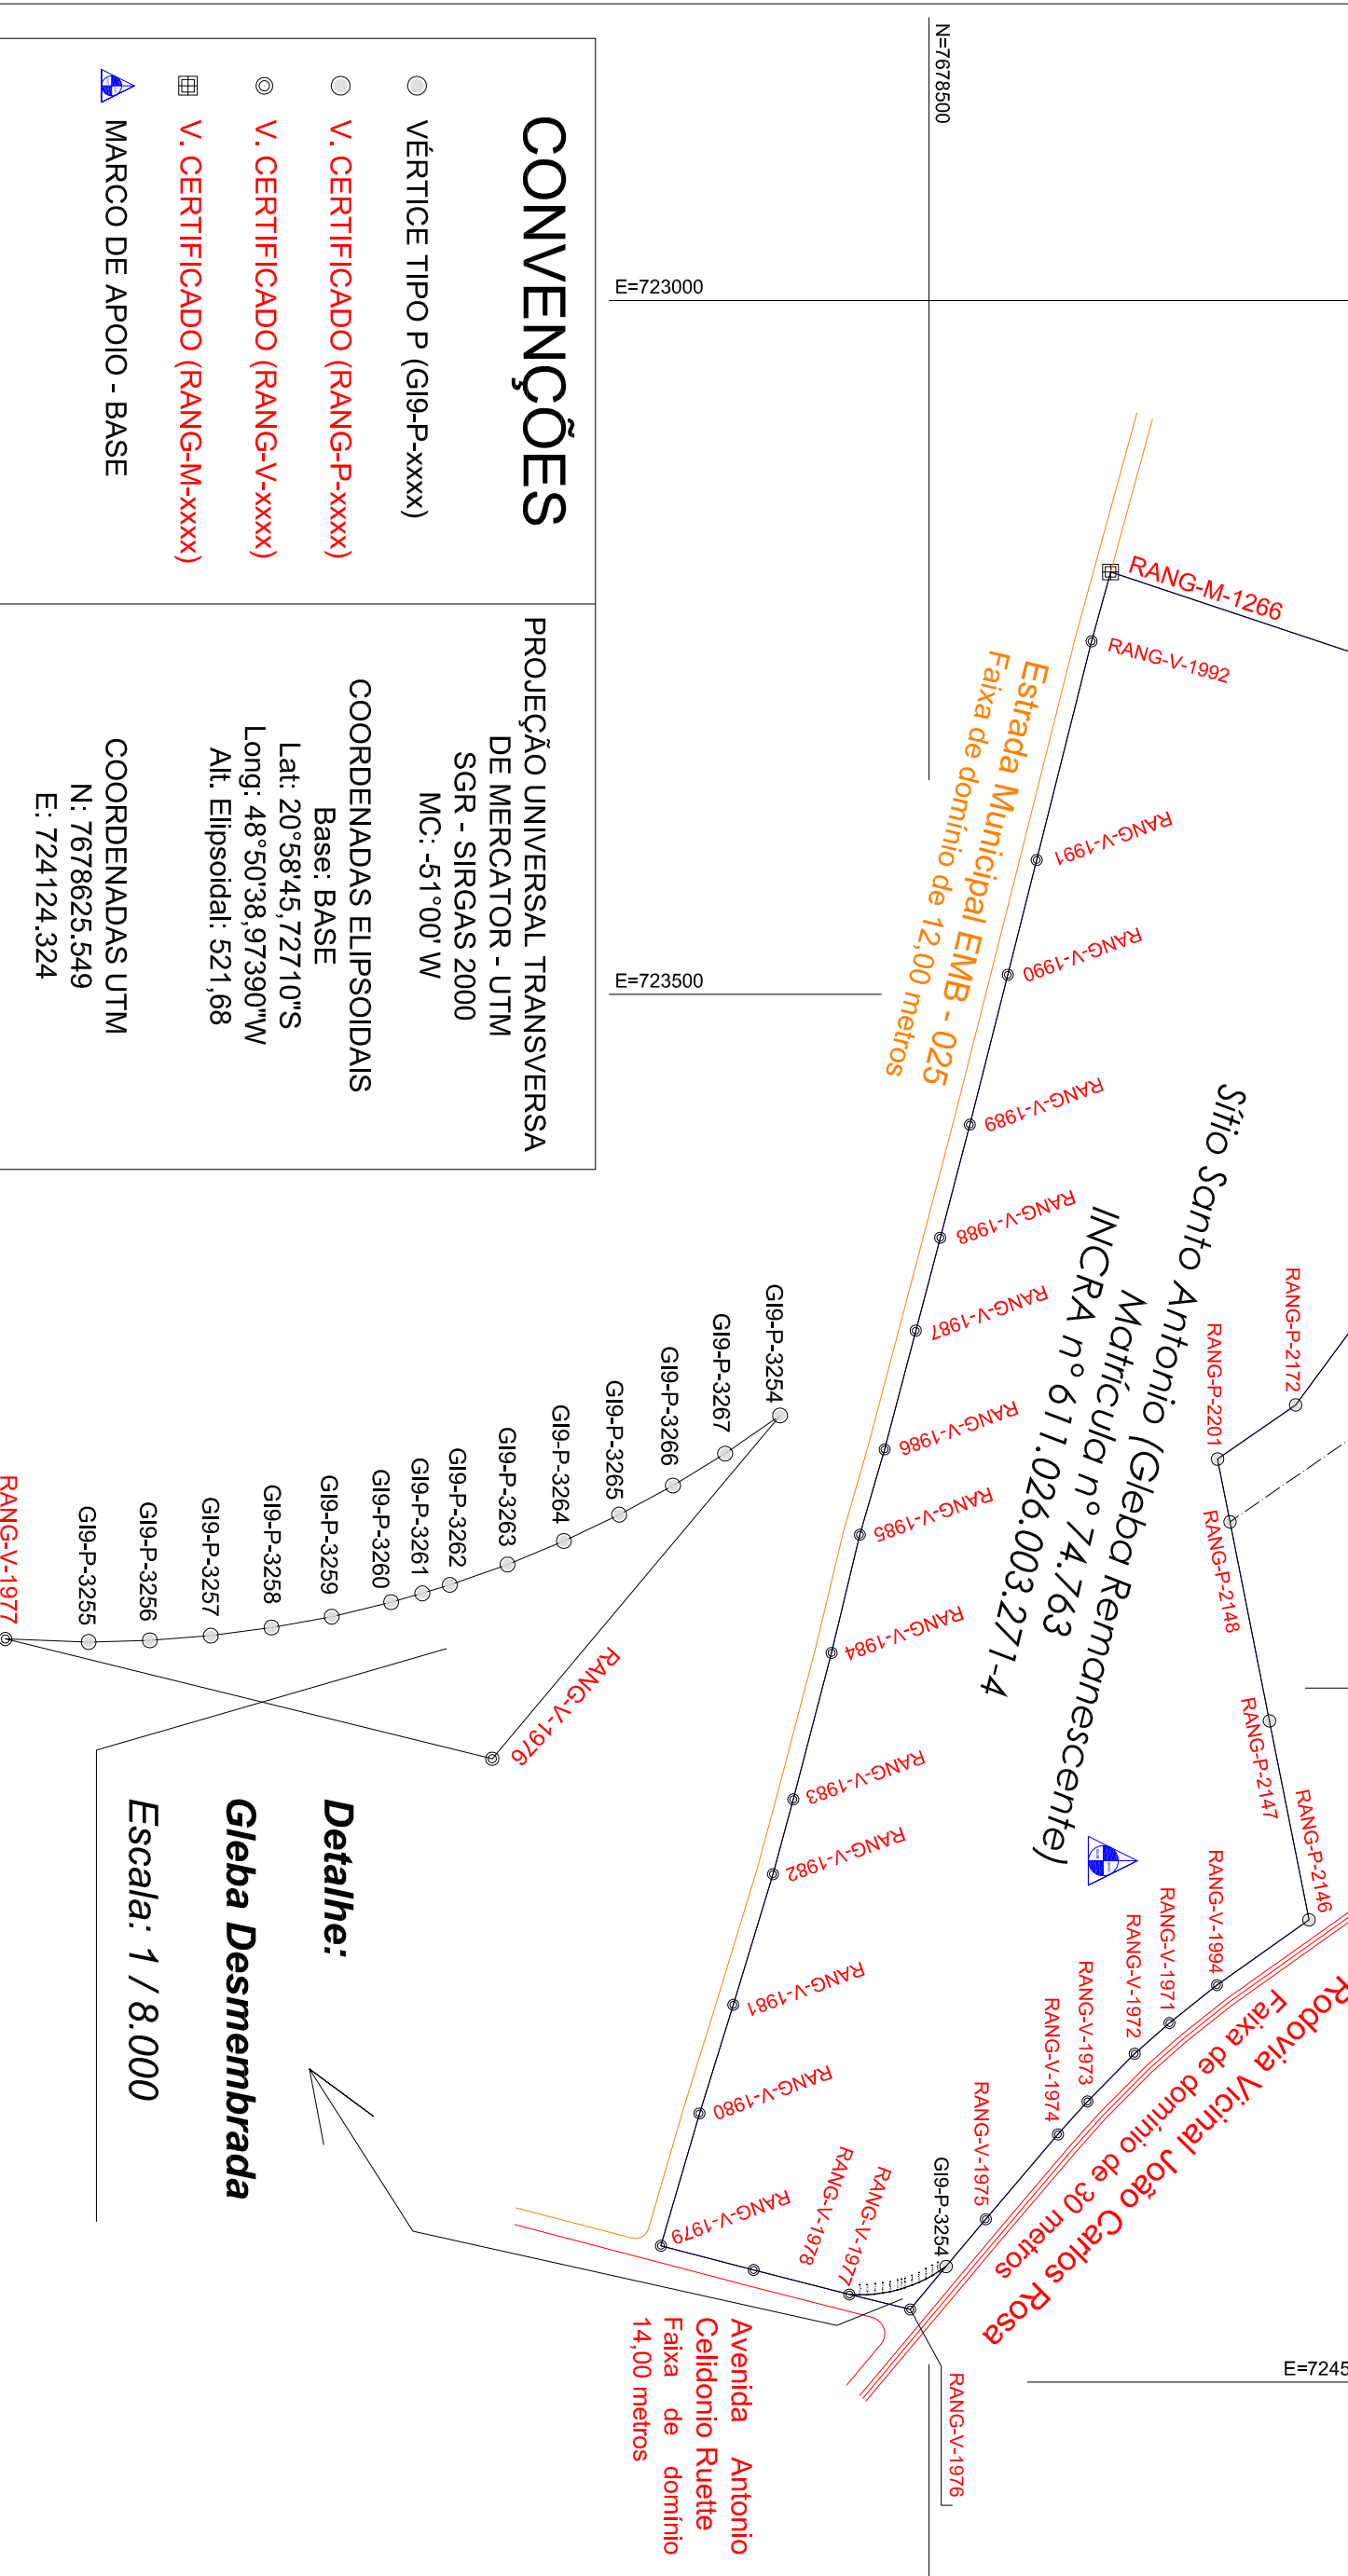 CONVENÇÕES
VÉRTICE TIPO P (GI9-P-xxxx)
V. CERTIFICADO (RANG-P-xxxx)
V. CERTIFICADO (RANG-V-xxxx)
V. CERTIFICADO (RANG-M-xxxx)
MARCO DE APOIO - BASE
PROJEÇÃO UNIVERSAL TRANSVERSA
DE MERCATOR - UTM
SGR - SIRGAS 2000
MC: -51°00' W
COORDENADAS ELIPSOIDAIS
Base: BASE
Lat: 20°58'45,72710"S
Long: 48°50'38,97390"W
Alt. Elipsoidal: 521,68
COORDENADAS UTM
N: 7678625.549
E: 724124.324
N=7678500
E=723000
E=723500
E=7245
RANG-M-1266
RANG-V-1992
RANG-V-1991
RANG-V-1990
RANG-V-1989
RANG-V-1988
RANG-V-1987
RANG-V-1986
RANG-V-1985
RANG-V-1984
RANG-V-1983
RANG-V-1982
RANG-V-1981
RANG-V-1980
RANG-V-1979
RANG-V-1978
RANG-V-1977
GI9-P-3254
RANG-V-1976
RANG-V-1975
RANG-V-1974
RANG-V-1973
RANG-V-1972
RANG-V-1971
RANG-V-1994
RANG-P-2146
RANG-P-2147
RANG-P-2148
RANG-P-2201
RANG-P-2172
Estrada Municipal EMB - 025
Faixa de domínio de 12,00 metros
Sítio Santo Antonio (Gleba Remanescente)
Matrícula nº 74.763
INCRA nº 611.026.003.271-4
Rodovia Vicinal João Carlos Rosa
Faixa de domínio de 30 metros
Avenida Antonio
Celidonio Ruette
Faixa de domínio
14,00 metros
GI9-P-3254
GI9-P-3267
GI9-P-3266
GI9-P-3265
GI9-P-3264
GI9-P-3263
GI9-P-3262
GI9-P-3261
GI9-P-3260
GI9-P-3259
GI9-P-3258
GI9-P-3257
GI9-P-3256
GI9-P-3255
RANG-V-1977
RANG-V-1976
Detalhe:
Gleba Desmembrada
Escala: 1 / 8.000